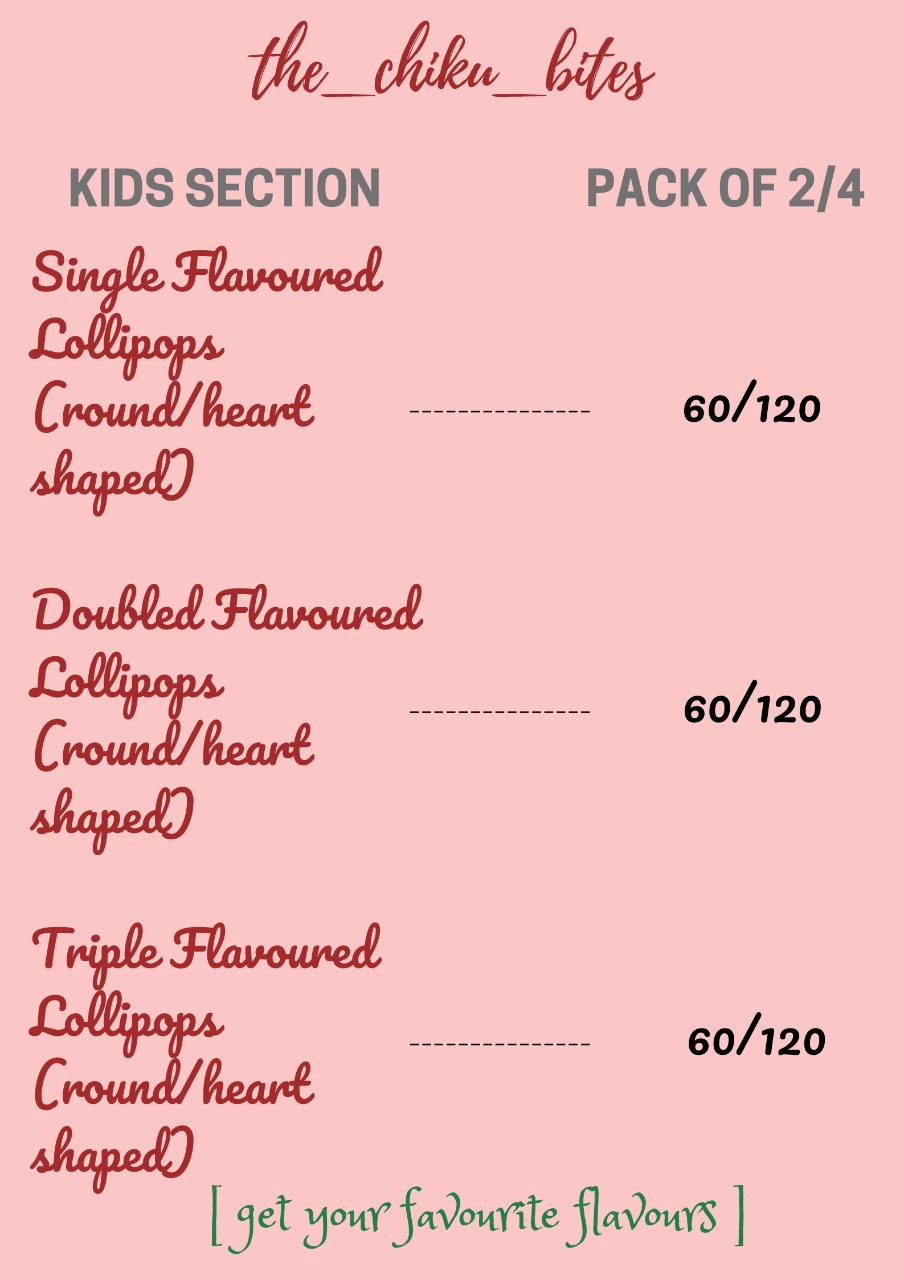 the__chiku__bites
KIDS SECTION PACK OF 2/4
Single Flavoured
Lollipops
(round/heart --------------- 60/120
shaped)
Doubled Flavoured
Lollipops
--------------- 60/120
(round/heart
shaped)
Triple Flavoured
Lollipops
--------------- 60/120
(round/heart
shaped)
[ get your favourite flavours ]